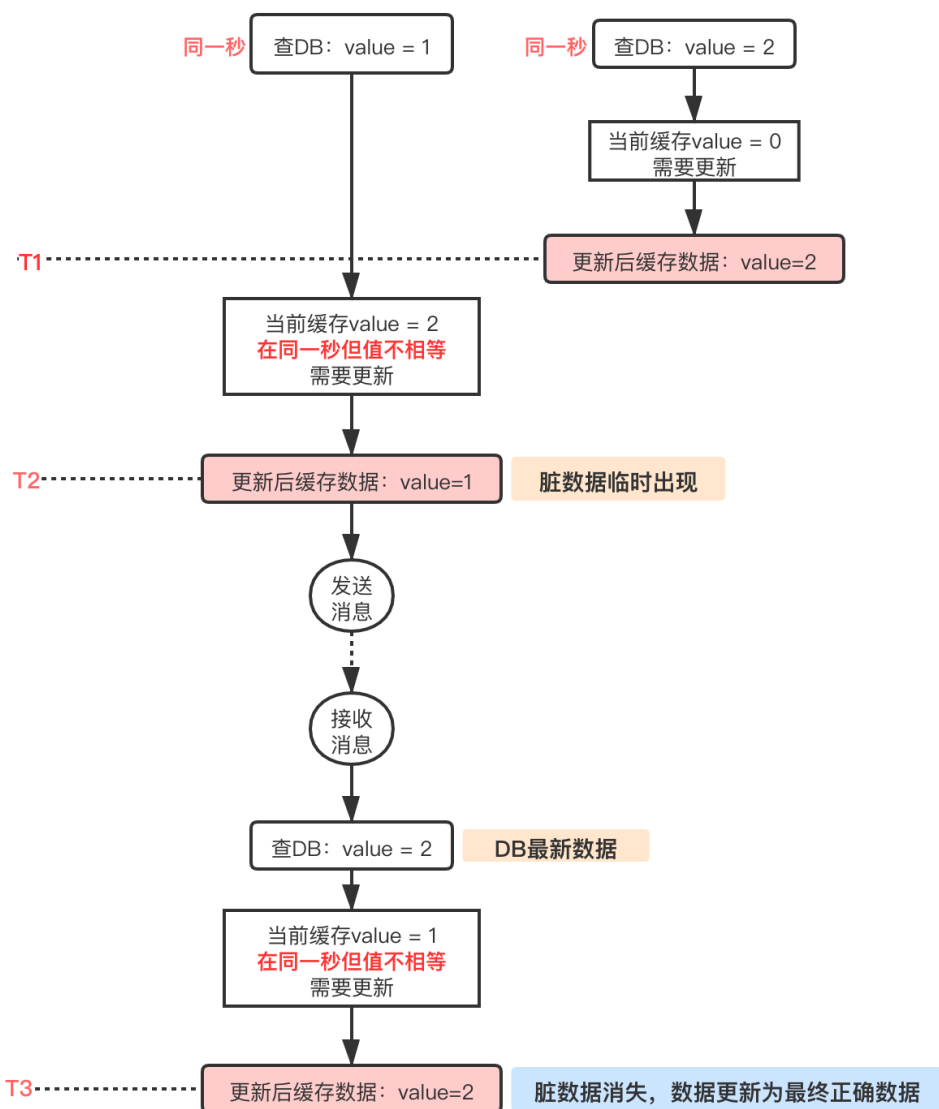 同一秒
查DB：value = 1
同一秒
查DB：value = 2
当前缓存value = 0
需要更新
T1
更新后缓存数据：value=2
当前缓存value = 2
在同一秒但值不相等
需要更新
T2
更新后缓存数据：value=1
脏数据临时出现
发送
消息
接收
消息
查DB：value = 2
DB最新数据
当前缓存value = 1
在同一秒但值不相等
需要更新
T3
更新后缓存数据：value=2
脏数据消失，数据更新为最终正确数据